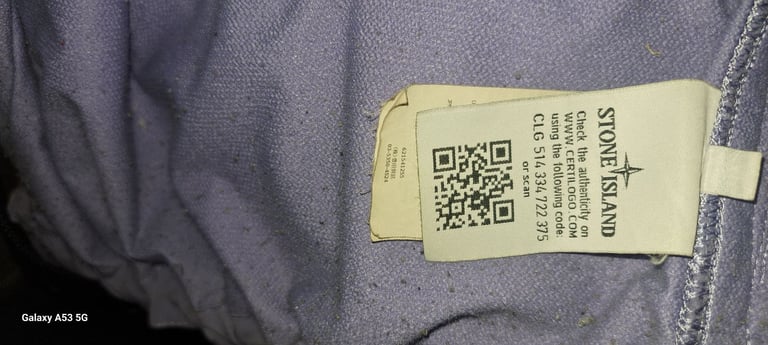 STONE ISLAND
Check the authenticity on
WWW.CERTILOGO.COM
using the following code:
CLG 514 334 722 375
or scan
Galaxy A53 5G